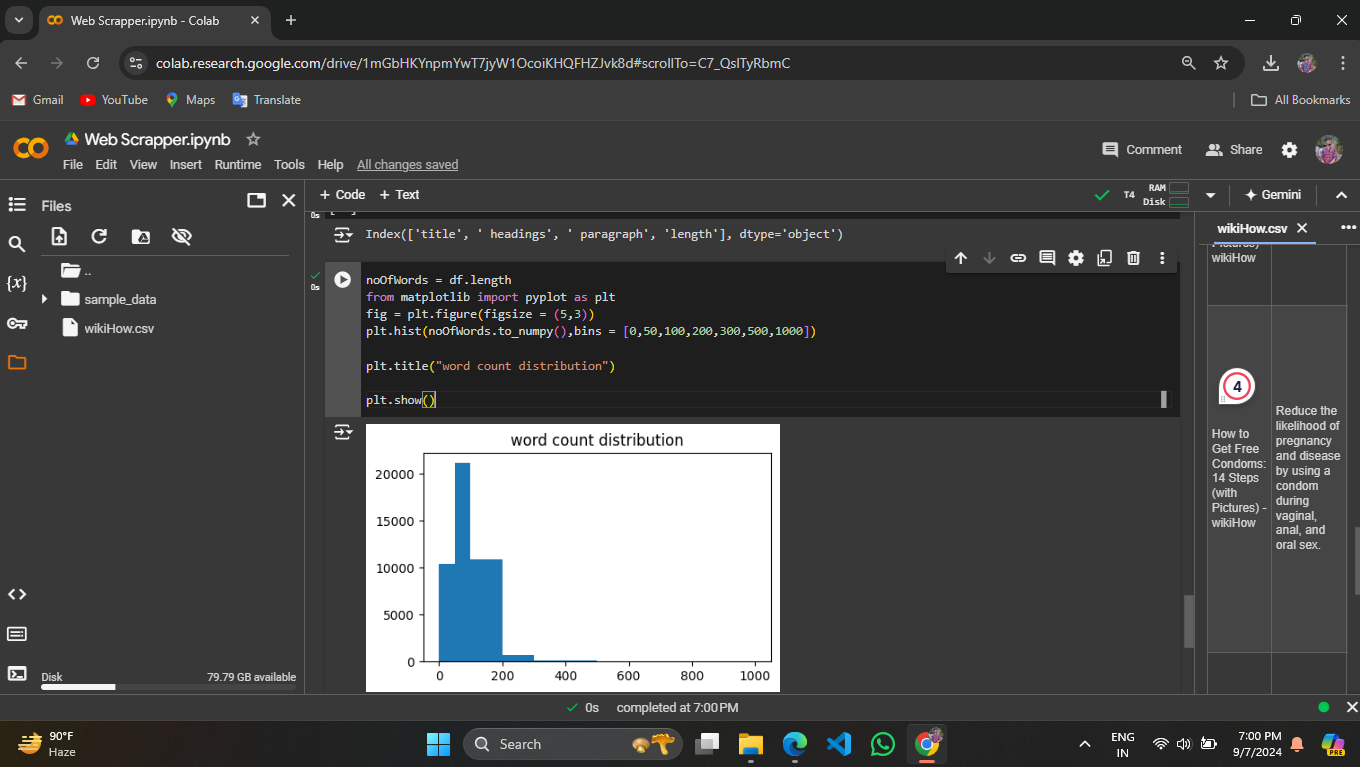 Web Scrapper.ipynb - Colab
colab.research.google.com/drive/1mGbHKYnpmYwT7jyW1OcoiKHQFHZJvk8d#scrollTo=C7_QsITyRbmC
Gmail YouTube Maps Translate All Bookmarks
Web Scrapper.ipynb
File Edit View Insert Runtime Tools Help All changes saved
Comment Share
Files
+ Code + Text
T4 RAM Disk
Gemini
..
sample_data
wikiHow.csv
Disk 79.79 GB available
0s
Index(['title', ' headings', ' paragraph', 'length'], dtype='object')
0s
noOfWords = df.length
from matplotlib import pyplot as plt
fig = plt.figure(figsize = (5,3))
plt.hist(noOfWords.to_numpy(),bins = [0,50,100,200,300,500,1000])
plt.title("word count distribution")
plt.show()
word count distribution
20000
15000
10000
5000
0
0 200 400 600 800 1000
wikiHow.csv
wikiHow
4
How to
Get Free
Condoms:
14 Steps
(with
Pictures) -
wikiHow
Reduce the
likelihood of
pregnancy
and disease
by using a
condom
during
vaginal,
anal, and
oral sex.
0s completed at 7:00 PM
90°F
Haze
Search
ENG
IN
7:00 PM
9/7/2024
PRE